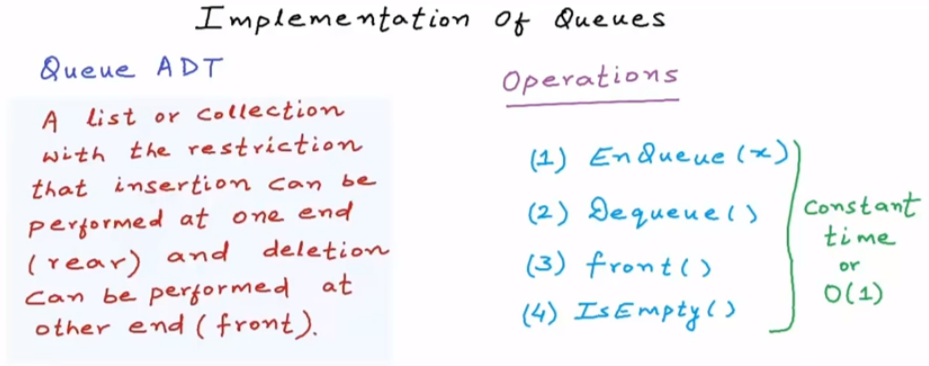 Implementation of Queues
Queue ADT
A list or collection
with the restriction
that insertion can be
performed at one end
(rear) and deletion
can be performed at
other end (front).
Operations
(1) EnQueue(x)
(2) Dequeue()
(3) front()
(4) IsEmpty()
Constant
time
or
O(1)